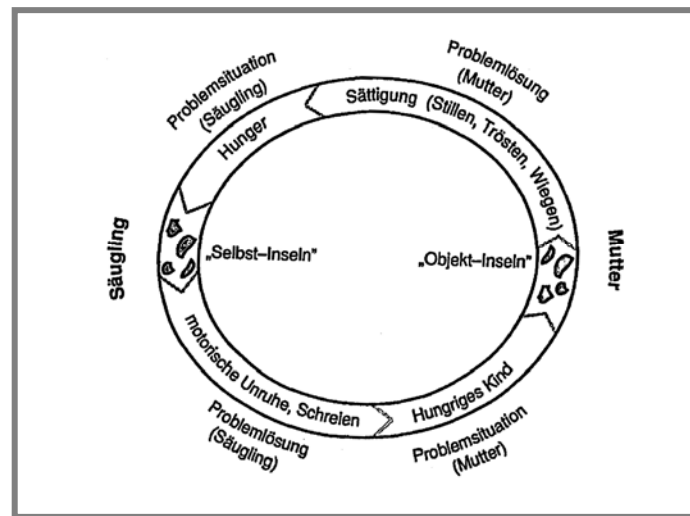 Problemlösung
(Mutter)
Problemsituation
(Säugling)
Sättigung (Stillen, Trösten, Wiegen)
Hunger
Säugling
„Selbst–Inseln"
„Objekt–Inseln"
Mutter
motorische Unruhe, Schreien
Hungriges Kind
Problemlösung
(Säugling)
Problemsituation
(Mutter)